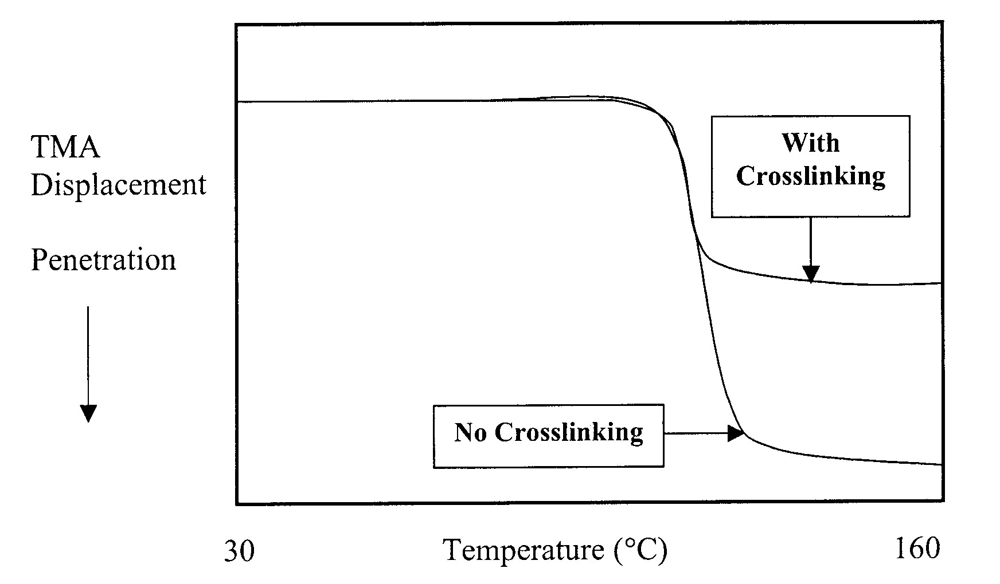 TMA
Displacement
Penetration
With
Crosslinking
No Crosslinking
30
Temperature (°C)
160